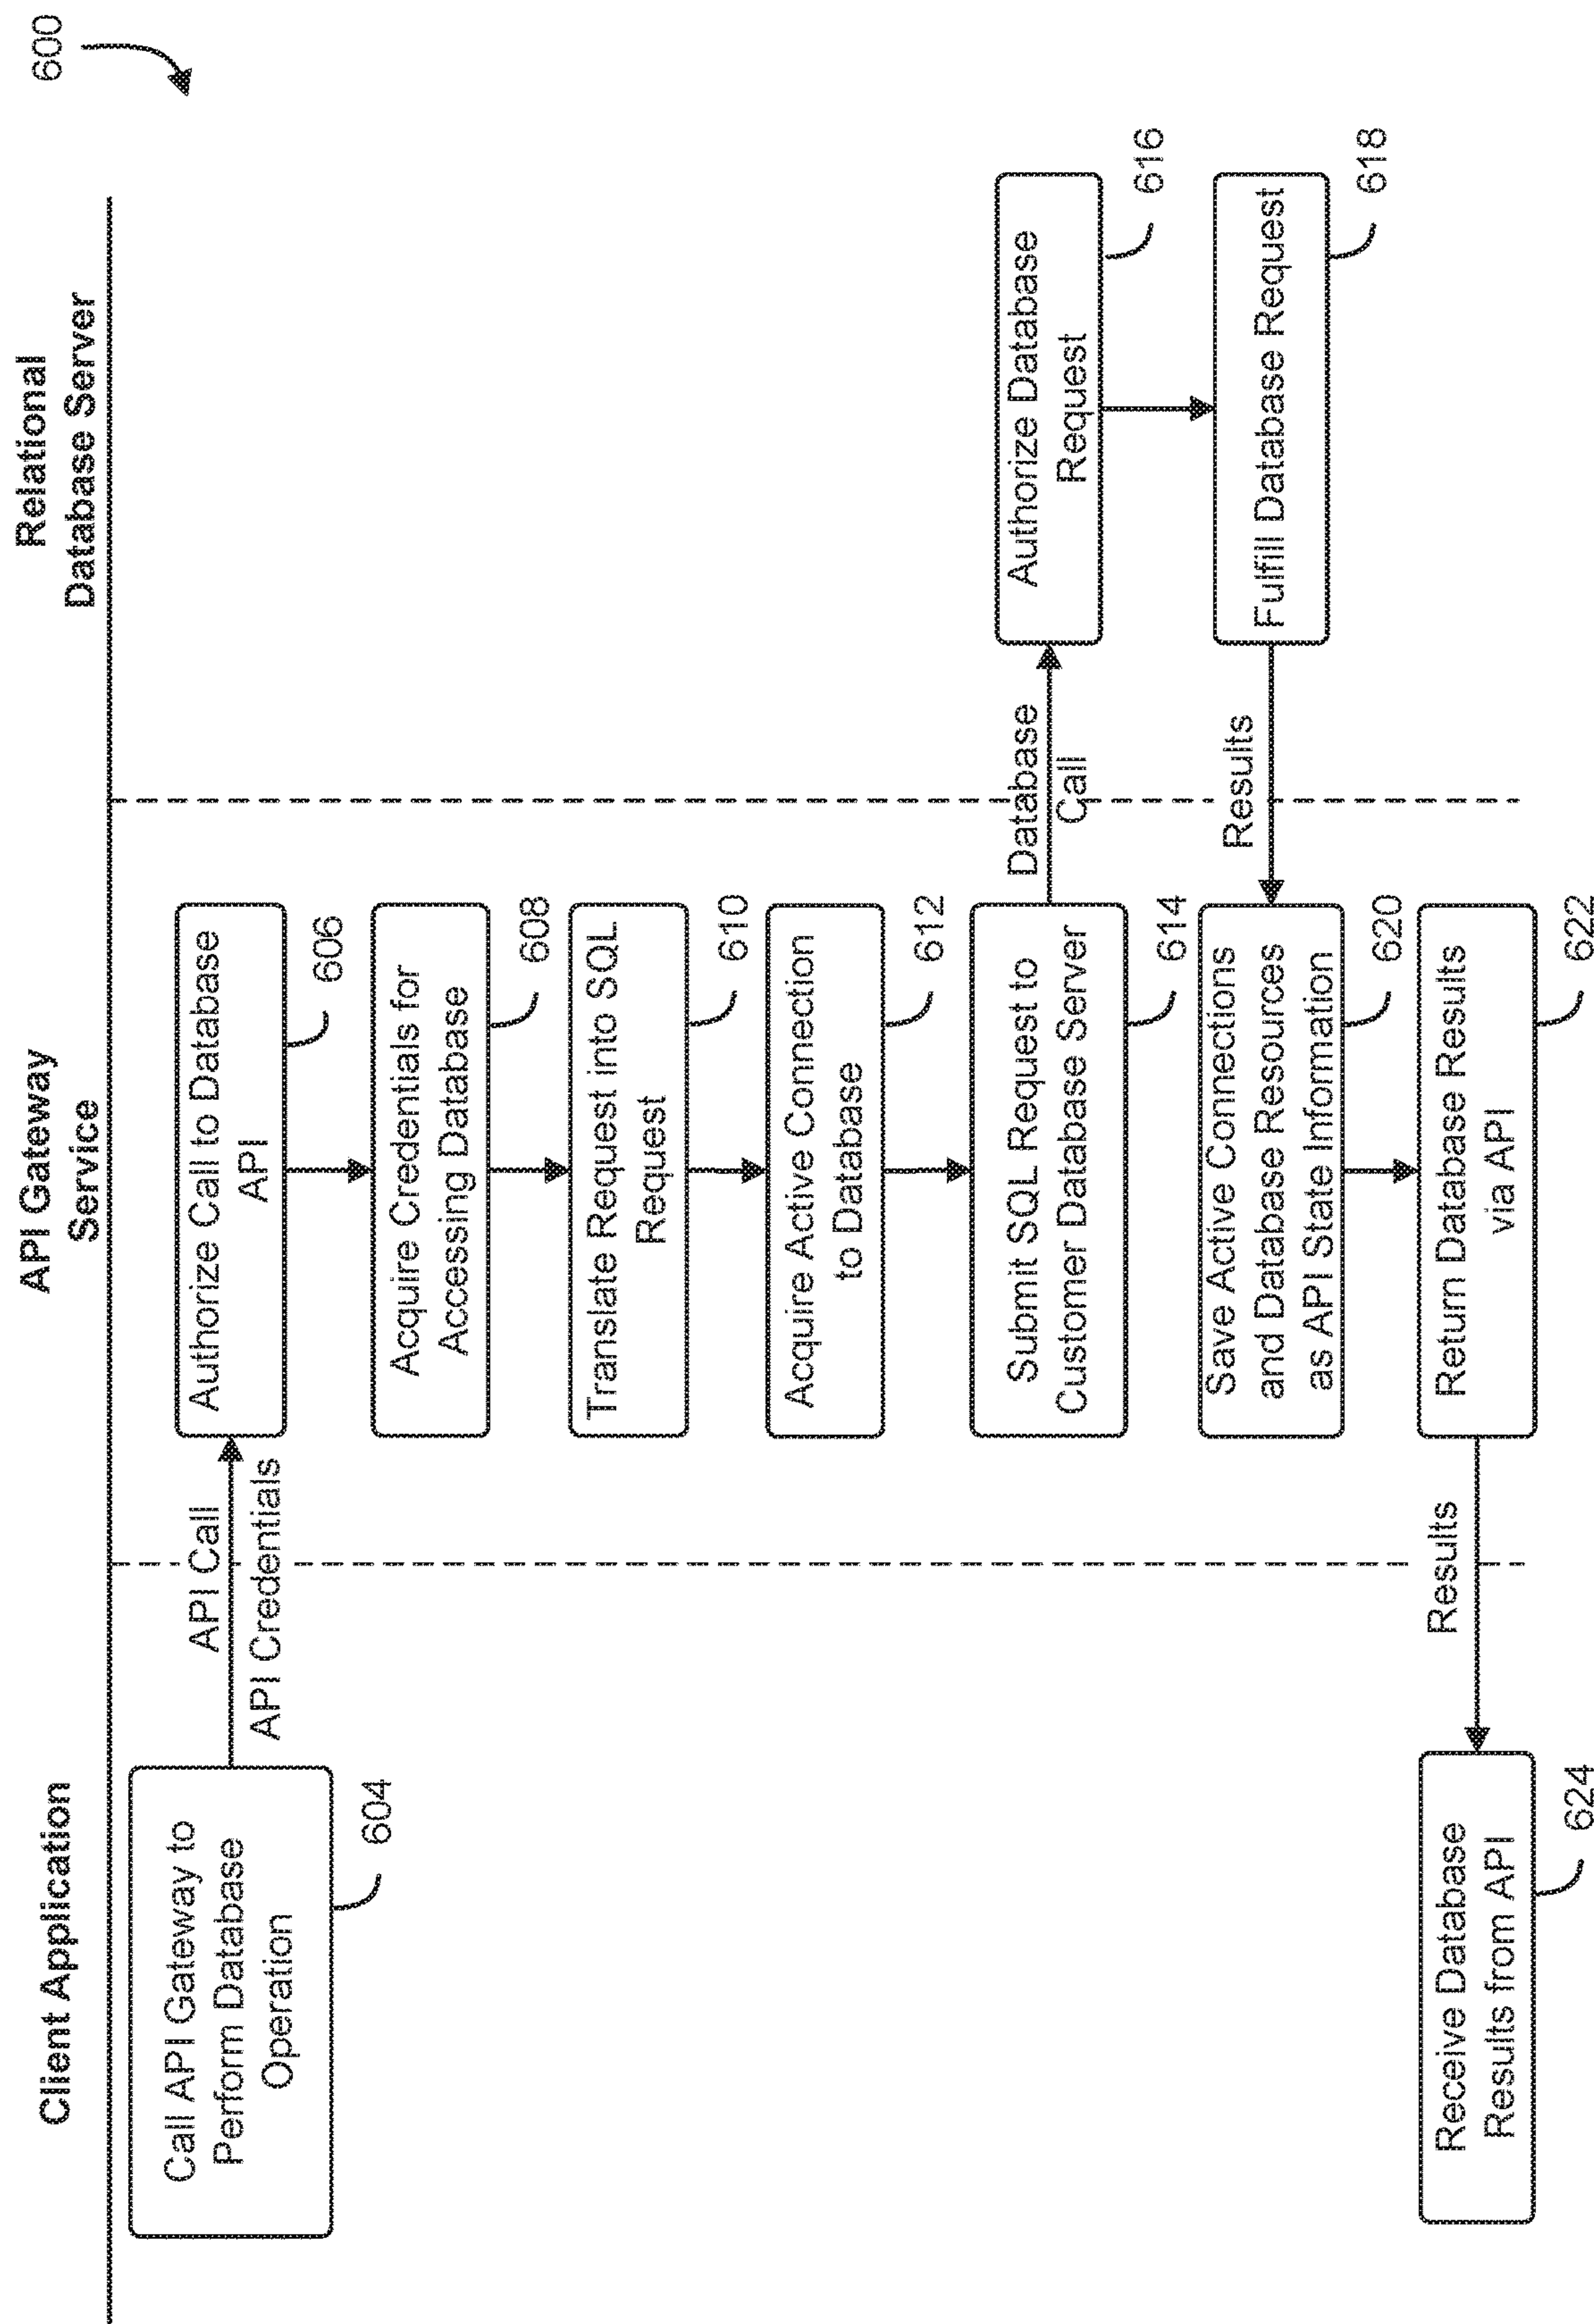 600
Client Application
API Gateway
Service
Relational
Database Server
Call API Gateway to
Perform Database
Operation
604
API Call
API Credentials
Authorize Call to Database
API
606
Acquire Credentials for
Accessing Database
608
Translate Request into SQL
Request
610
Acquire Active Connection
to Database
612
Submit SQL Request to
Customer Database Server
614
Database
Call
Authorize Database
Request
616
Fulfill Database Request
618
Results
Save Active Connections
and Database Resources
as API State Information
620
Return Database Results
via API
622
Results
Receive Database
Results from API
624